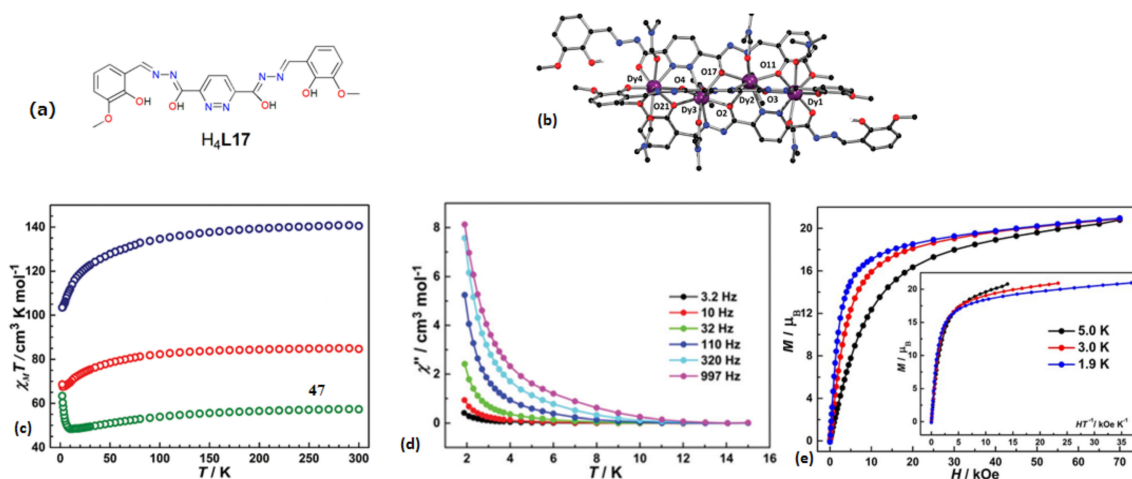 (a)
N
N
N
N
OH
OH
N
N
OH
OH
O
O
H4L17
(b)
Dy4
O4
O17
O11
O21
Dy3
O2
Dy2
O3
Dy1
(c)
χMT / cm3 K mol-1
140
120
100
80
60
40
47
0 50 100 150 200 250 300
T / K
(d)
χ'' / cm3 mol-1
8
6
4
2
0
3.2 Hz
10 Hz
32 Hz
110 Hz
320 Hz
997 Hz
2 4 6 8 10 12 14 16
T / K
(e)
M / μB
20
16
12
8
4
0
M / μB
20
15
10
5
0
5.0 K
3.0 K
1.9 K
0 5 10 15 20 25 30 35
HT-1 / kOe K-1
0 10 20 30 40 50 60 70
H / kOe